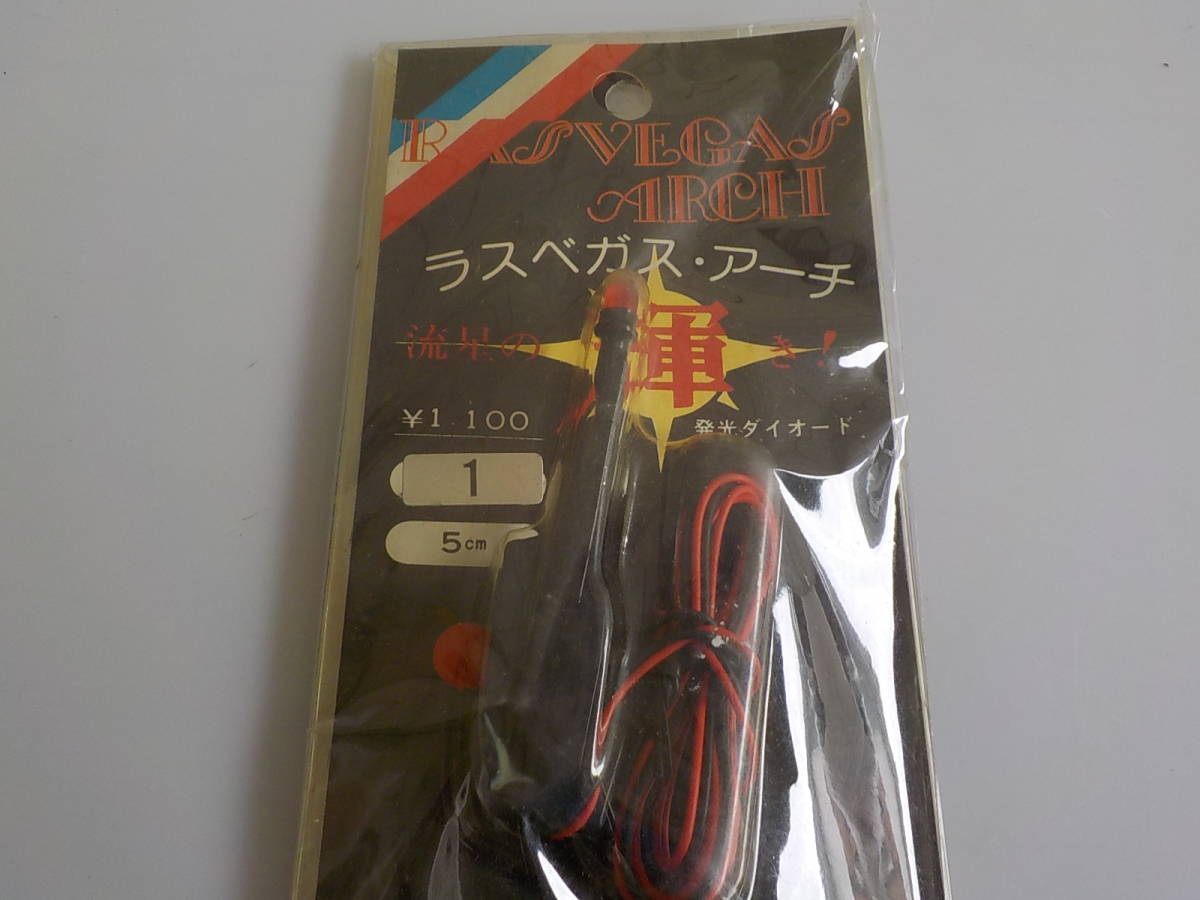 RASVEGAS
ARCH
ラスベガス・アーチ
流星の輝き!
¥1 100
発光ダイオード
1
5cm